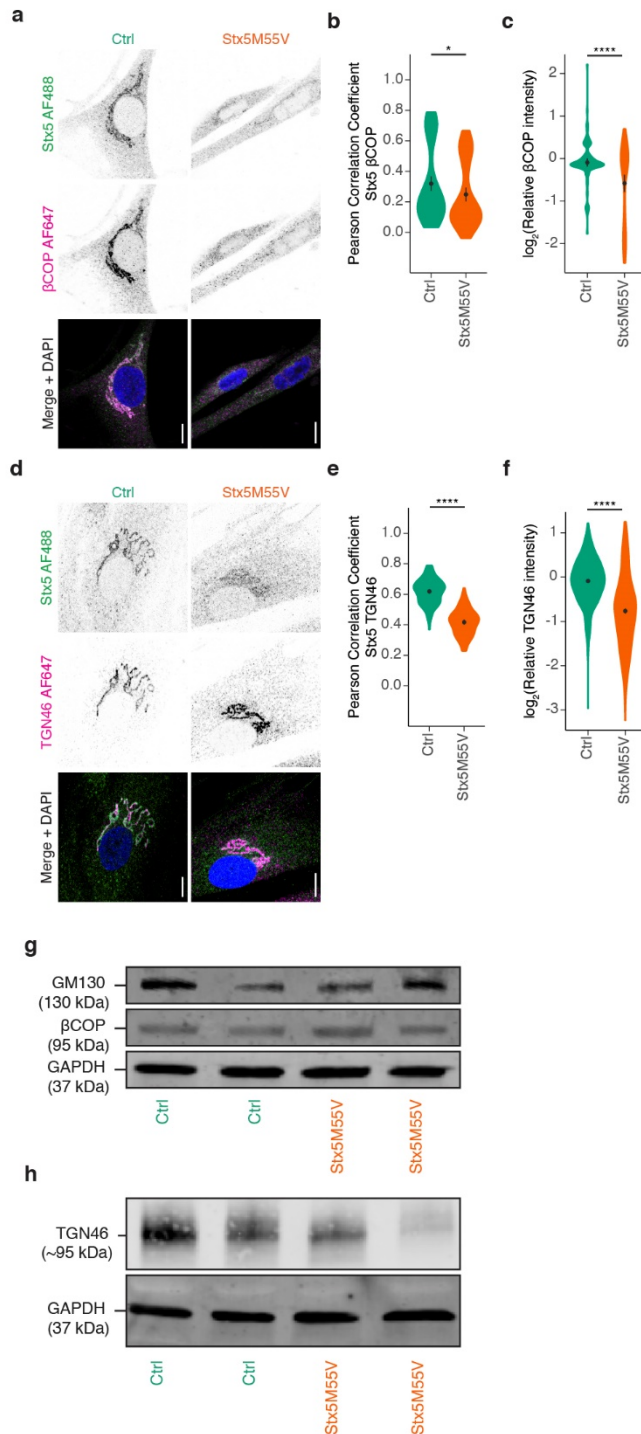 a
Ctrl
Stx5M55V
Stx5 AF488
βCOP AF647
Merge + DAPI
b
*
Pearson Correlation Coefficient
Stx5 βCOP
1.0
0.8
0.6
0.4
0.2
0.0
Ctrl
Stx5M55V
c
****
log₂(Relative βCOP intensity)
2
1
-0
-1
-2
Ctrl
Stx5M55V
d
Ctrl
Stx5M55V
Stx5 AF488
TGN46 AF647
Merge + DAPI
e
****
Pearson Correlation Coefficient
Stx5 TGN46
1.0
0.8
0.6
0.4
0.2
0.0
Ctrl
Stx5M55V
f
****
log₂(Relative TGN46 intensity)
1
-0
-1
-2
-3
Ctrl
Stx5M55V
g
GM130
(130 kDa)
βCOP
(95 kDa)
GAPDH
(37 kDa)
Ctrl
Ctrl
Stx5M55V
Stx5M55V
h
TGN46
(~95 kDa)
GAPDH
(37 kDa)
Ctrl
Ctrl
Stx5M55V
Stx5M55V